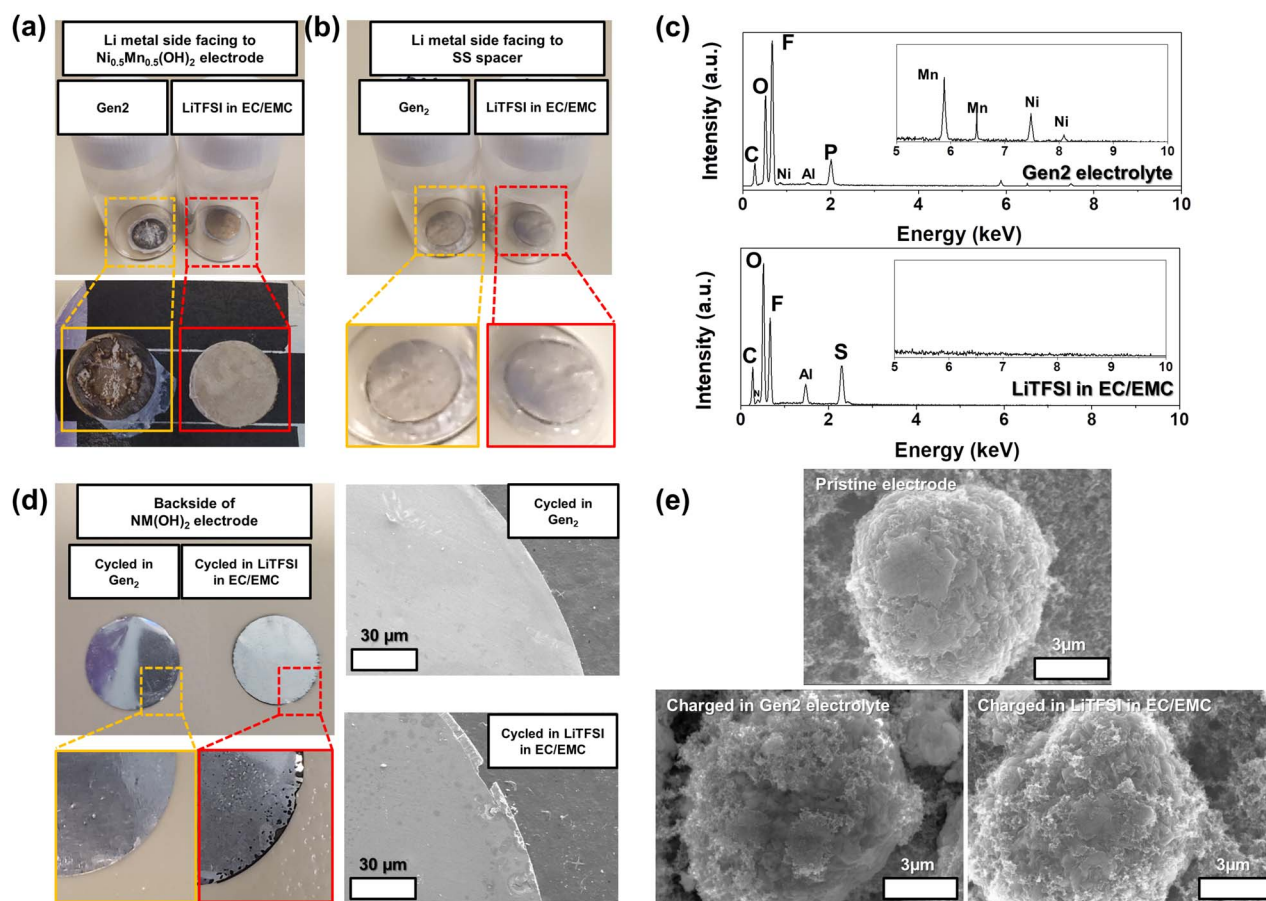 (a)
Li metal side facing to
Ni0.5Mn0.5(OH)2 electrode
Gen2
LiTFSI in EC/EMC
(b)
Li metal side facing to
SS spacer
Gen2
LiTFSI in EC/EMC
(c)
Intensity (a.u.)
C
O
F
Ni
Al
P
Mn
Mn
Ni
Ni
5 6 7 8 9 10
Gen2 electrolyte
0 2 4 6 8 10
Energy (keV)
Intensity (a.u.)
C
N
O
F
Al
S
5 6 7 8 9 10
LiTFSI in EC/EMC
0 2 4 6 8 10
Energy (keV)
(d)
Backside of
NM(OH)2 electrode
Cycled in
Gen2
Cycled in LiTFSI
in EC/EMC
Cycled in
Gen2
30 μm
Cycled in LiTFSI
in EC/EMC
30 μm
(e)
Pristine electrode
3μm
Charged in Gen2 electrolyte
3μm
Charged in LiTFSI in EC/EMC
3μm